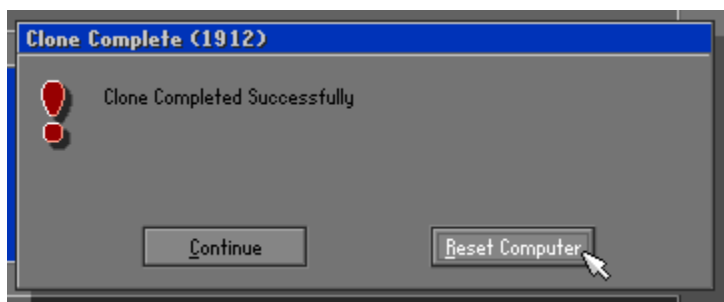 Clone Complete (1912)
Clone Completed Successfully
Continue
Reset Computer